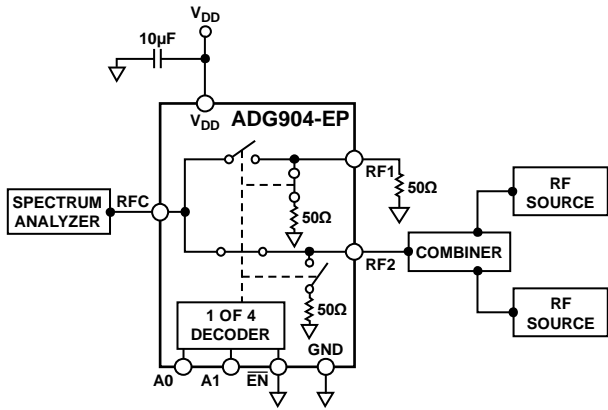 VDD
10µF
VDD
ADG904-EP
RF1
50Ω
50Ω
RFC
SPECTRUM
ANALYZER
RF
SOURCE
COMBINER
RF2
50Ω
RF
SOURCE
1 OF 4
DECODER
GND
A0
A1
EN